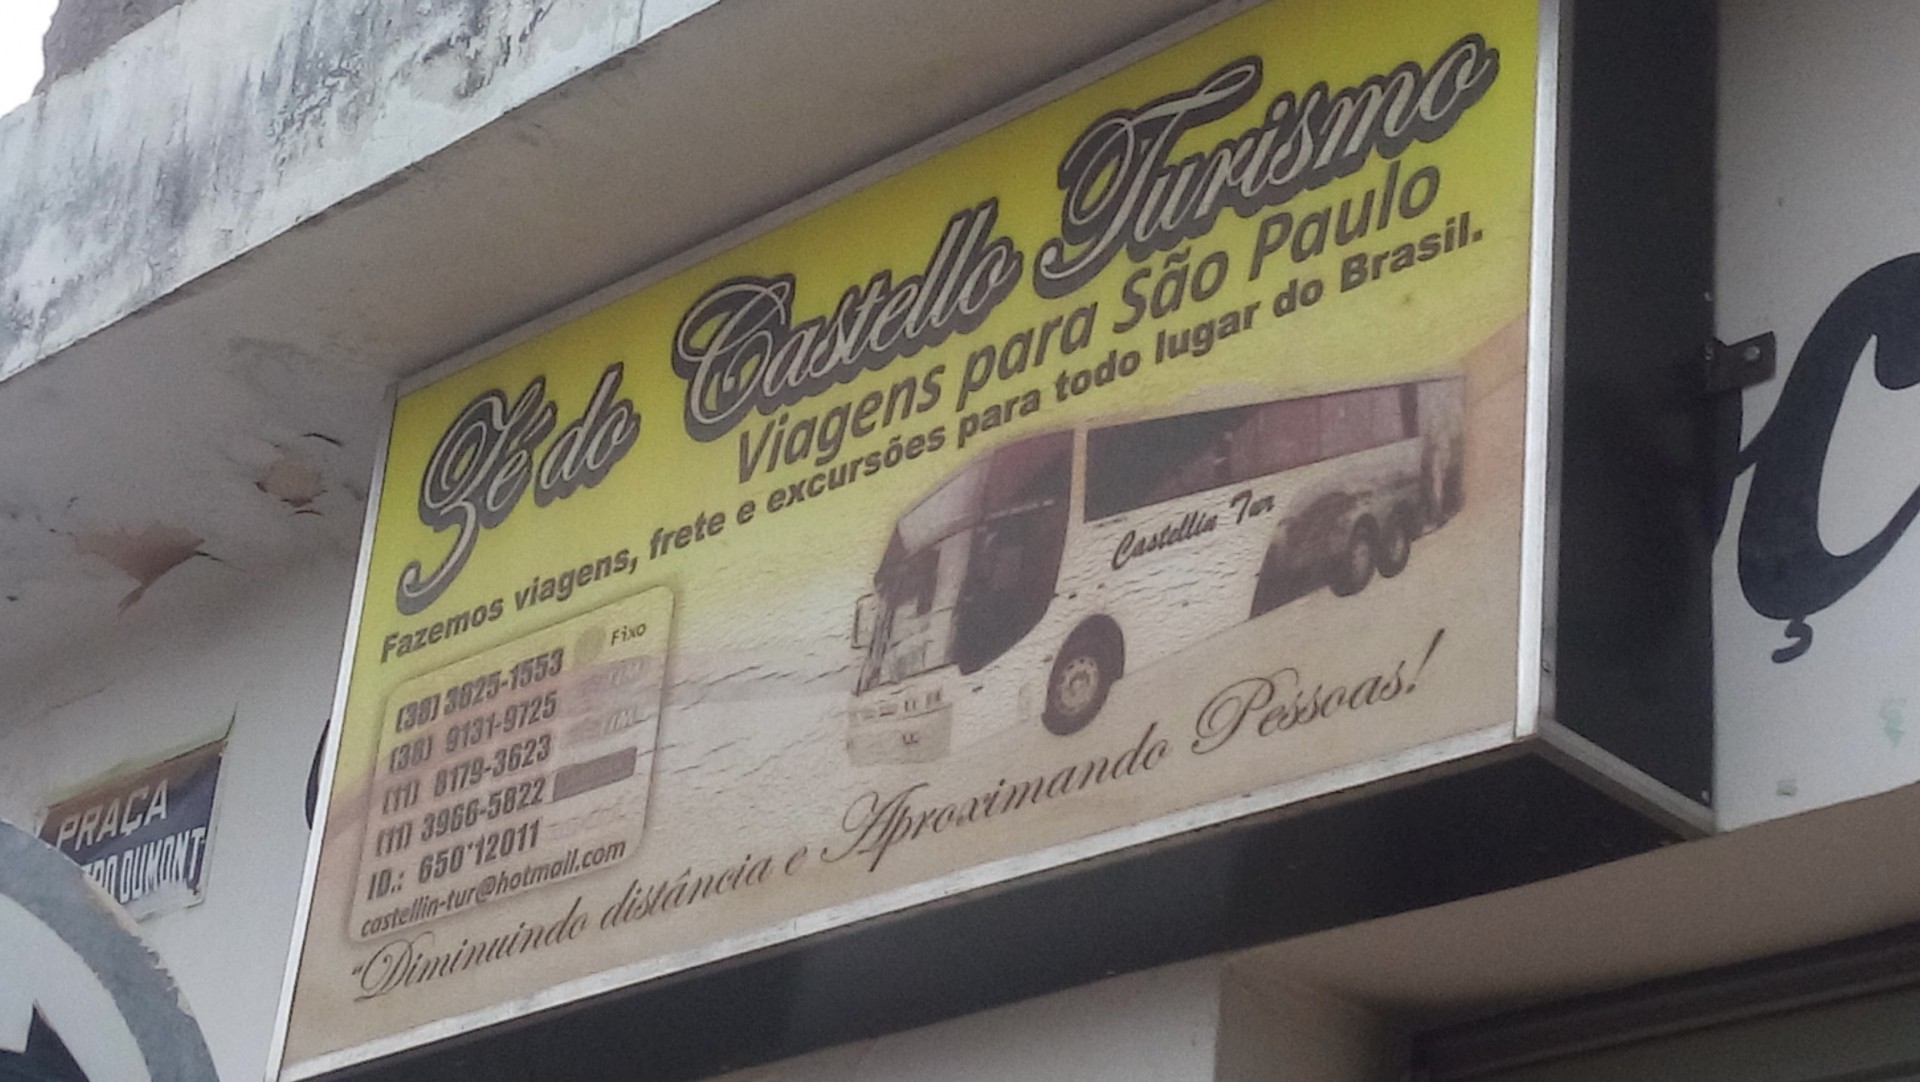 Zé do Castello Turismo
Viagens para São Paulo
Fazemos viagens, frete e excursões para todo lugar do Brasil.
Castellin Tur
(38) 3625-1553 Fixo
(38) 9131-9725
(11) 8179-3623
(11) 3966-5822
ID.: 650*12011
castellin-tur@hotmail.com
"Diminuindo distância e Aproximando Pessoas!
PRAÇA
DUMONT